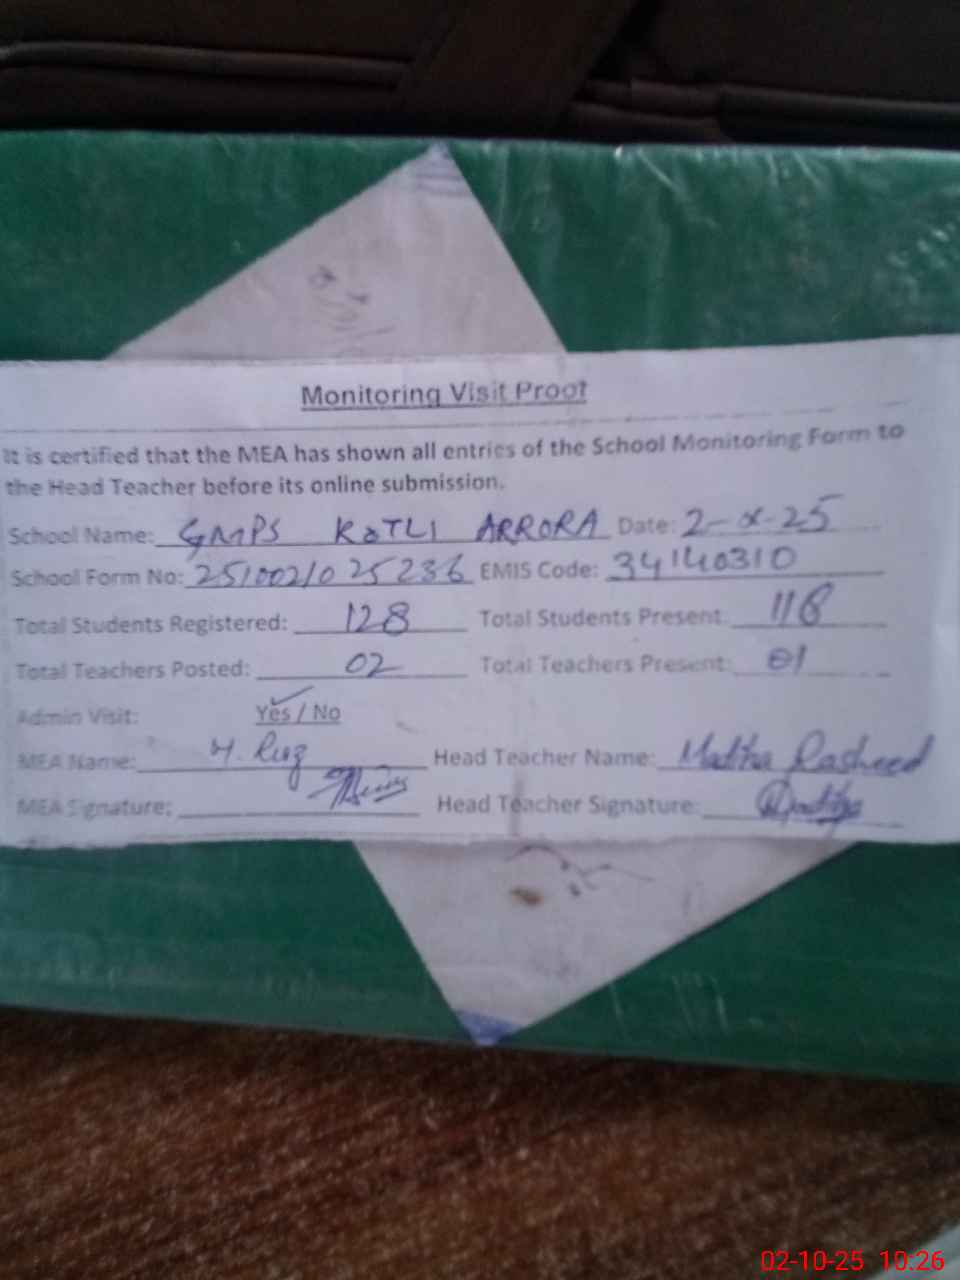 Monitoring Visit Proof
It is certified that the MEA has shown all entries of the School Monitoring Form to
the Head Teacher before its online submission.
School Name: GMPS KOTLI ARRORA Date: 2-X-25
School Form No: 251002/025236 EMIS Code: 34140310
Total Students Registered: 128 Total Students Present: 118
Total Teachers Posted: 02 Total Teachers Present: 01
Admin Visit: Yes / No
MEA Name: Head Teacher Name: Rasheed
MEA Signature: Head Teacher Signature:
02-10-25 10:26